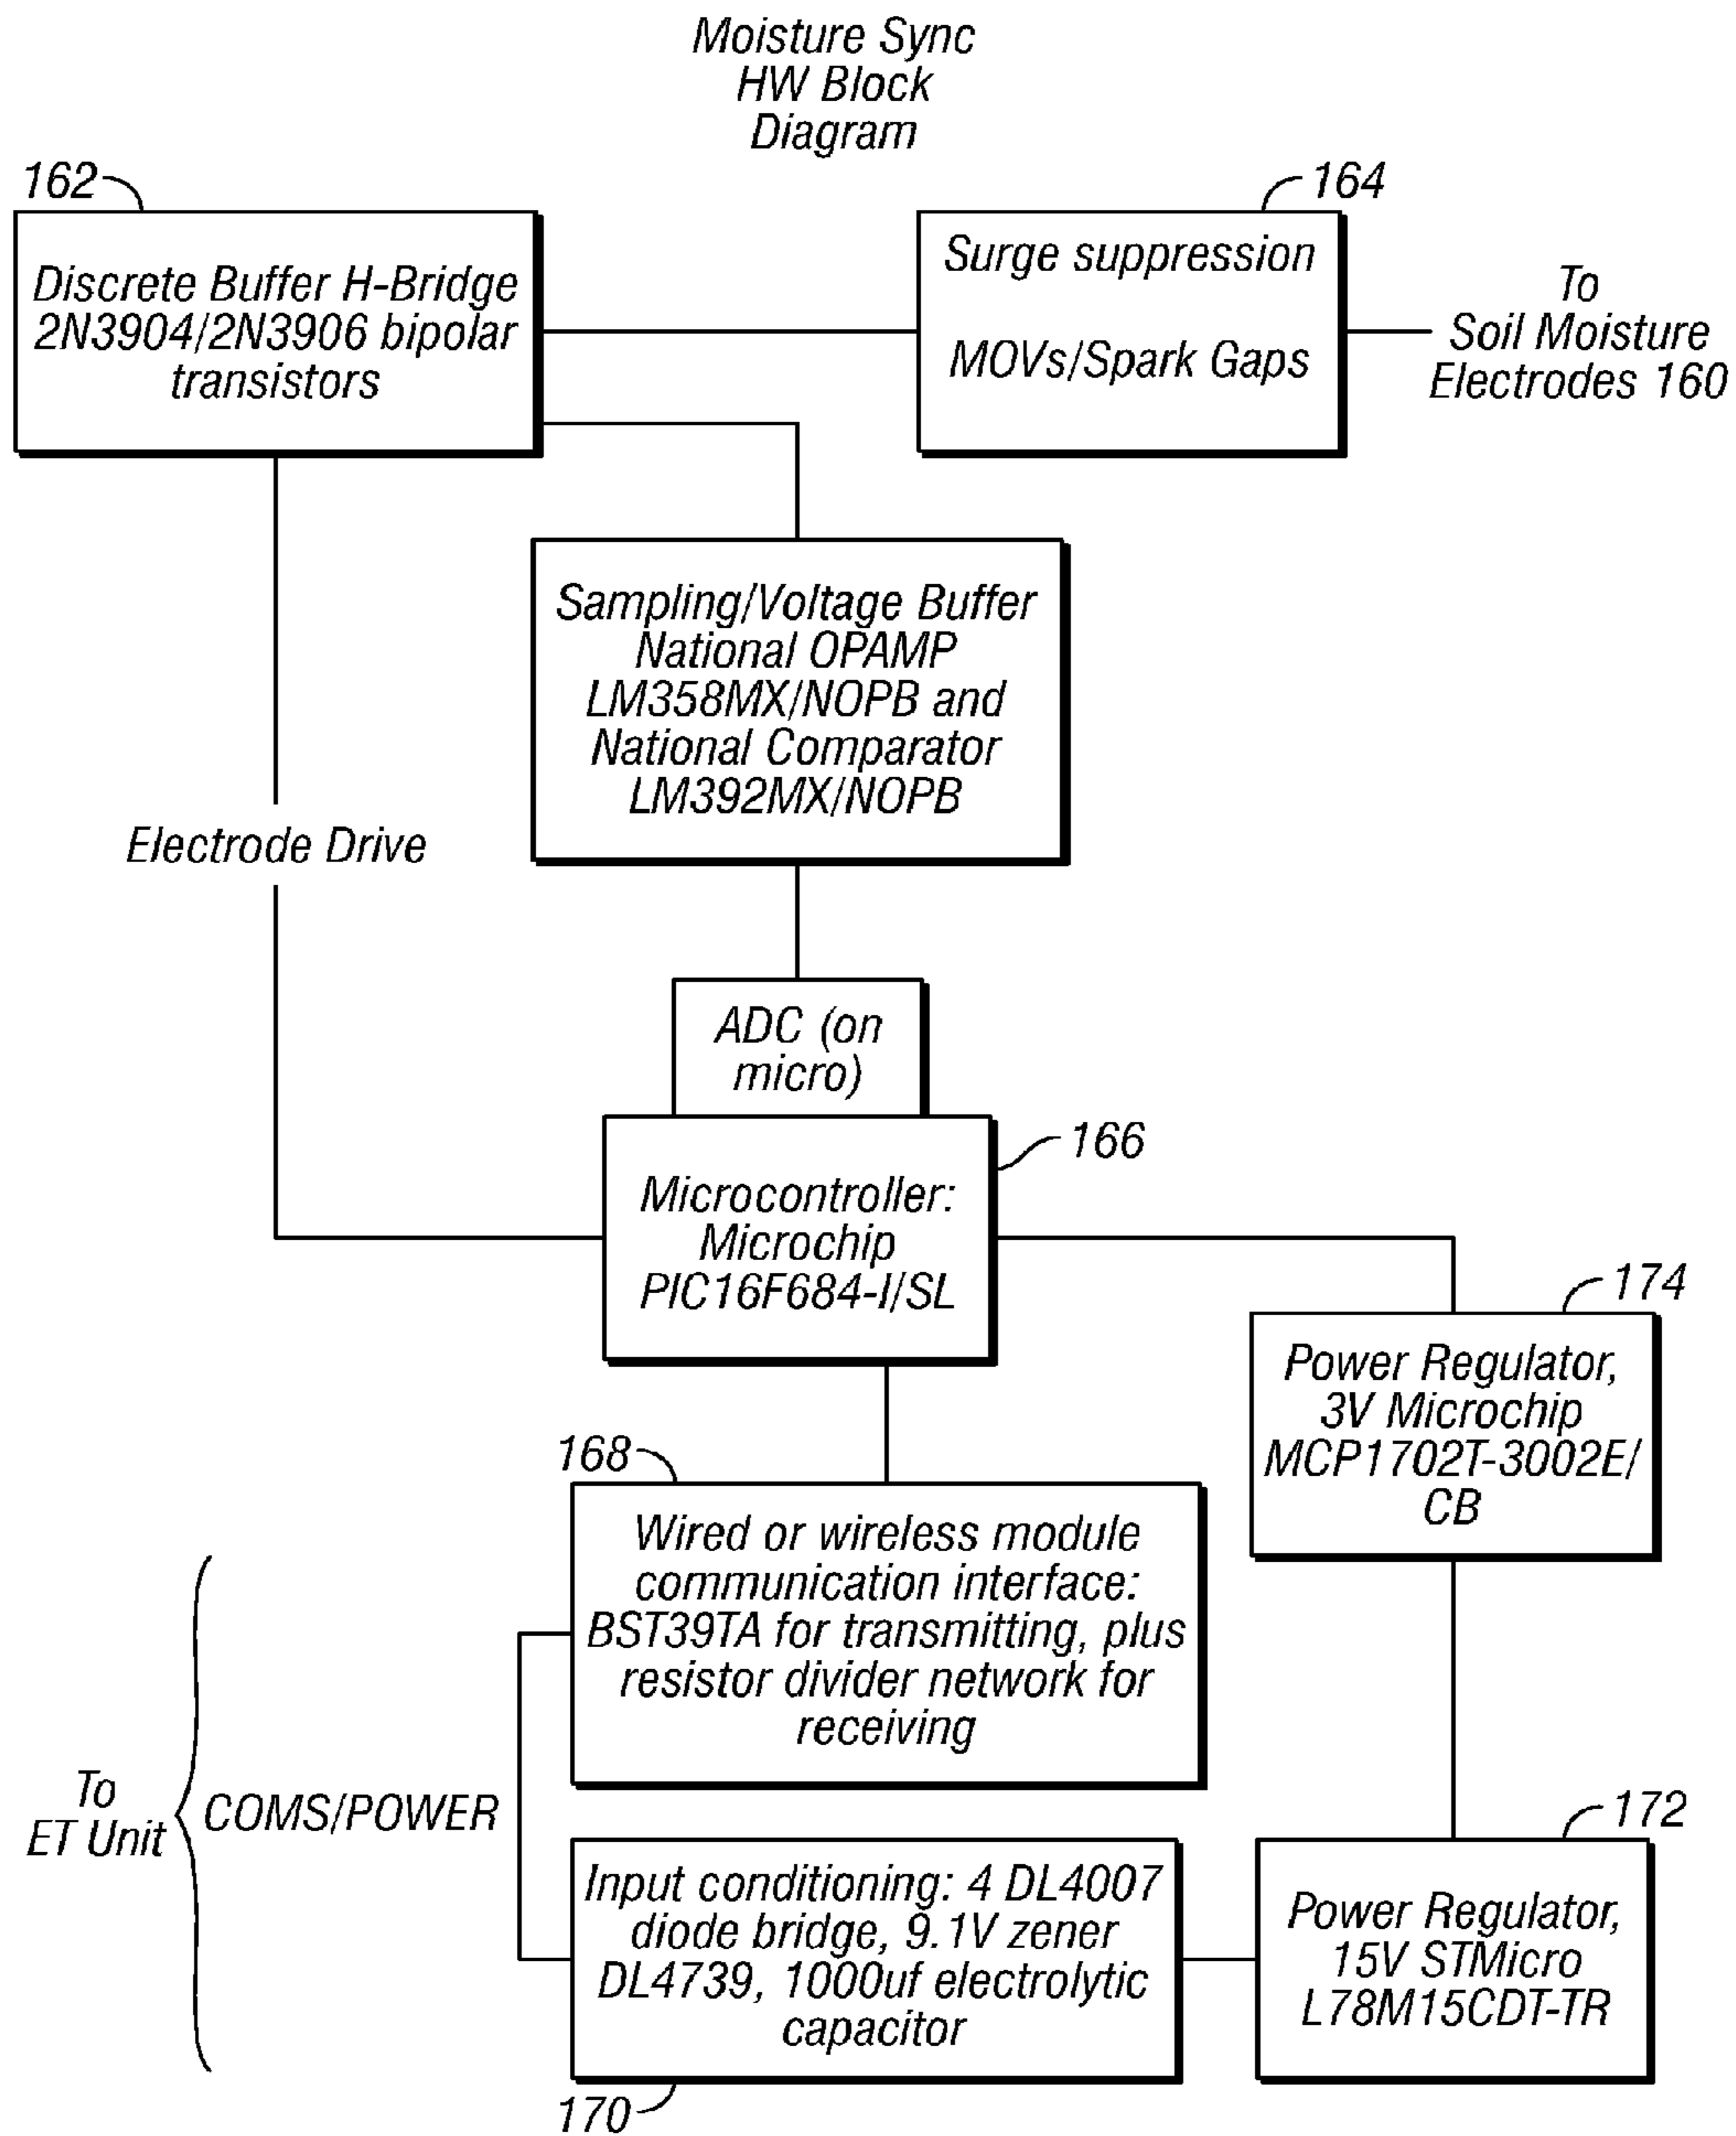 Moisture Sync
HW Block
Diagram
162
164
Discrete Buffer H-Bridge
2N3904/2N3906 bipolar
transistors
Surge suppression
MOVs/Spark Gaps
To
Soil Moisture
Electrodes 160
Sampling/Voltage Buffer
National OPAMP
LM358MX/NOPB and
National Comparator
LM392MX/NOPB
Electrode Drive
ADC (on
micro)
166
Microcontroller:
Microchip
PIC16F684-I/SL
174
Power Regulator,
3V Microchip
MCP1702T-3002E/
CB
168
Wired or wireless module
communication interface:
BST39TA for transmitting, plus
resistor divider network for
receiving
To
ET Unit
COMS/POWER
172
Input conditioning: 4 DL4007
diode bridge, 9.1V zener
DL4739, 1000uf electrolytic
capacitor
Power Regulator,
15V STMicro
L78M15CDT-TR
170